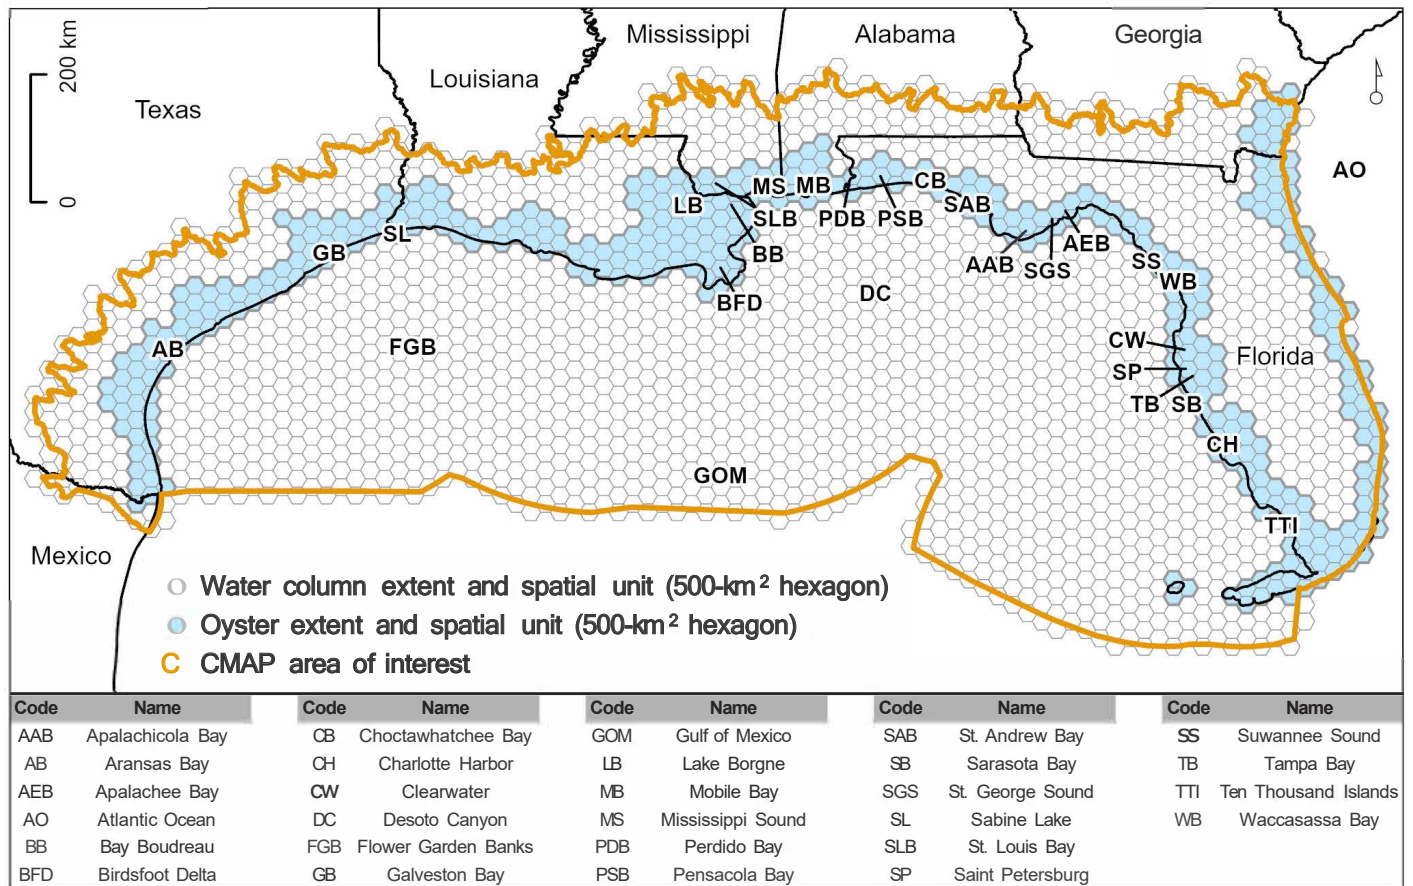 200 km
0
Mississippi
Alabama
Georgia
Louisiana
Texas
AO
MS MB
CB
LB
SLB
PDB
PSB
SAB
SL
GB
BB
AAB
SGS
AEB
SS
WB
BFD
DC
AB
FGB
CW
SP
TB
SB
Florida
CH
GOM
TTI
Mexico
Water column extent and spatial unit (500-km² hexagon)
Oyster extent and spatial unit (500-km² hexagon)
C CMAP area of interest
Code Name Code Name Code Name Code Name Code Name
AAB Apalachicola Bay CB Choctawhatchee Bay GOM Gulf of Mexico SAB St. Andrew Bay SS Suwannee Sound
AB Aransas Bay CH Charlotte Harbor LB Lake Borgne SB Sarasota Bay TB Tampa Bay
AEB Apalachee Bay CW Clearwater MB Mobile Bay SGS St. George Sound TTI Ten Thousand Islands
AO Atlantic Ocean DC Desoto Canyon MS Mississippi Sound SL Sabine Lake WB Waccasassa Bay
BB Bay Boudreau FGB Flower Garden Banks PDB Perdido Bay SLB St. Louis Bay
BFD Birdsfoot Delta GB Galveston Bay PSB Pensacola Bay SP Saint Petersburg